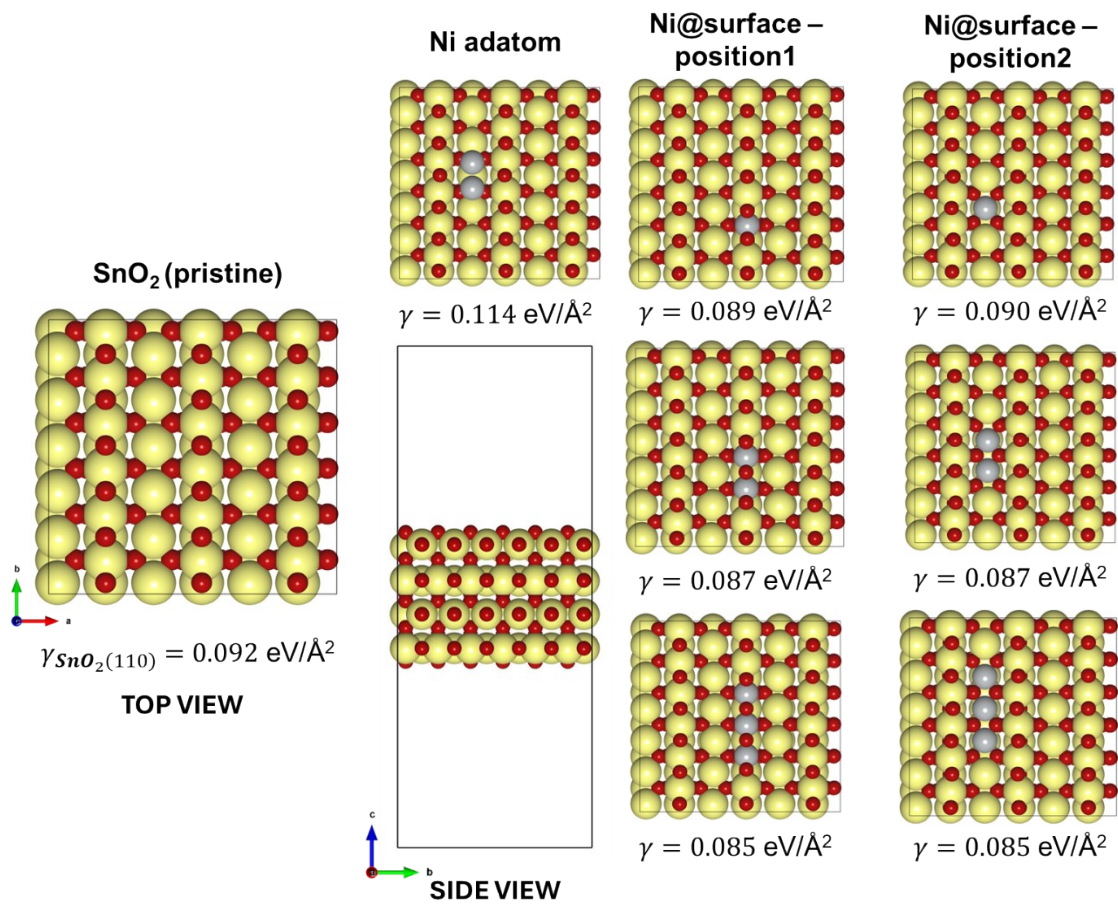 Ni adatom
Ni@surface –
position1
Ni@surface –
position2
SnO₂ (pristine)
γ = 0.114 eV/Å²
γ = 0.089 eV/Å²
γ = 0.090 eV/Å²
b
a
γSnO₂(110) = 0.092 eV/Å²
TOP VIEW
γ = 0.087 eV/Å²
γ = 0.087 eV/Å²
c
b
SIDE VIEW
γ = 0.085 eV/Å²
γ = 0.085 eV/Å²